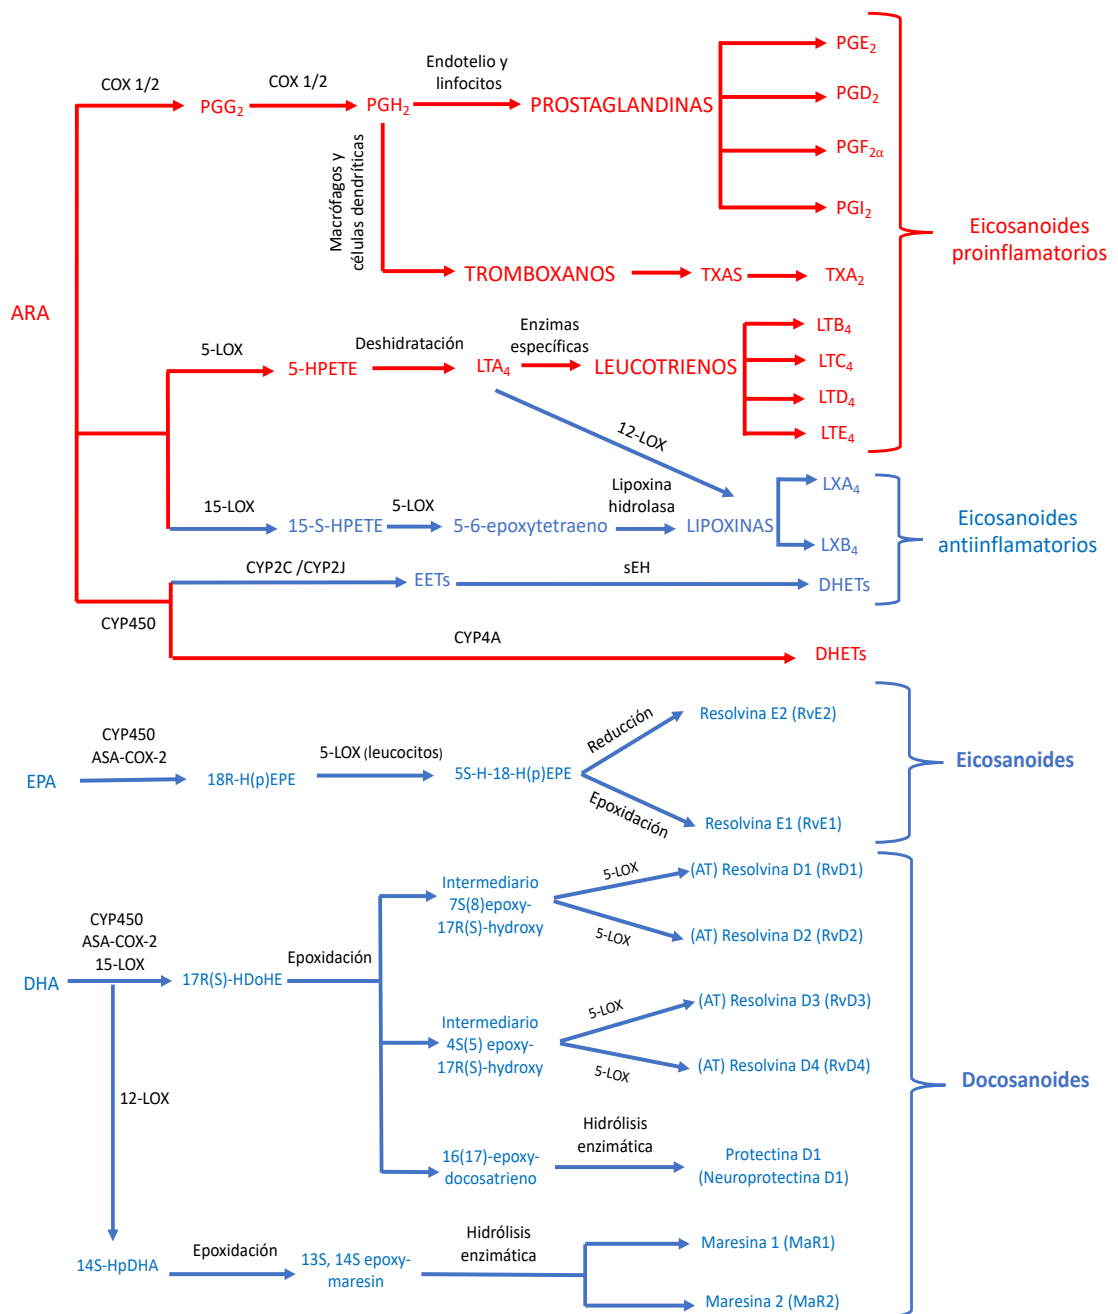 COX 1/2
PGG2
COX 1/2
PGH2
Endotelio y
linfocitos
PROSTAGLANDINAS
PGE2
PGD2
PGF2α
PGI2
Macrófagos y
células dendríticas
TROMBOXANOS
TXAS
TXA2
Eicosanoides
proinflamatorios
ARA
5-LOX
5-HPETE
Deshidratación
LTA4
Enzimas
específicas
LEUCOTRIENOS
LTB4
LTC4
LTD4
LTE4
12-LOX
15-LOX
15-S-HPETE
5-LOX
5-6-epoxytetraeno
Lipoxina
hidrolasa
LIPOXINAS
LXA4
LXB4
Eicosanoides
antiinflamatorios
CYP450
CYP2C /CYP2J
EETs
sEH
DHETs
CYP4A
DHETs
EPA
CYP450
ASA-COX-2
18R-H(p)EPE
5-LOX (leucocitos)
5S-H-18-H(p)EPE
Reducción
Resolvina E2 (RvE2)
Epoxidación
Resolvina E1 (RvE1)
Eicosanoides
DHA
CYP450
ASA-COX-2
15-LOX
17R(S)-HDoHE
Epoxidación
Intermediario
7S(8)epoxy-
17R(S)-hydroxy
5-LOX
(AT) Resolvina D1 (RvD1)
5-LOX
(AT) Resolvina D2 (RvD2)
Intermediario
4S(5) epoxy-
17R(S)-hydroxy
5-LOX
(AT) Resolvina D3 (RvD3)
5-LOX
(AT) Resolvina D4 (RvD4)
16(17)-epoxy-
docosatrieno
Hidrólisis
enzimática
Protectina D1
(Neuroprotectina D1)
Docosanoides
12-LOX
14S-HpDHA
Epoxidación
13S, 14S epoxy-
maresin
Hidrólisis
enzimática
Maresina 1 (MaR1)
Maresina 2 (MaR2)